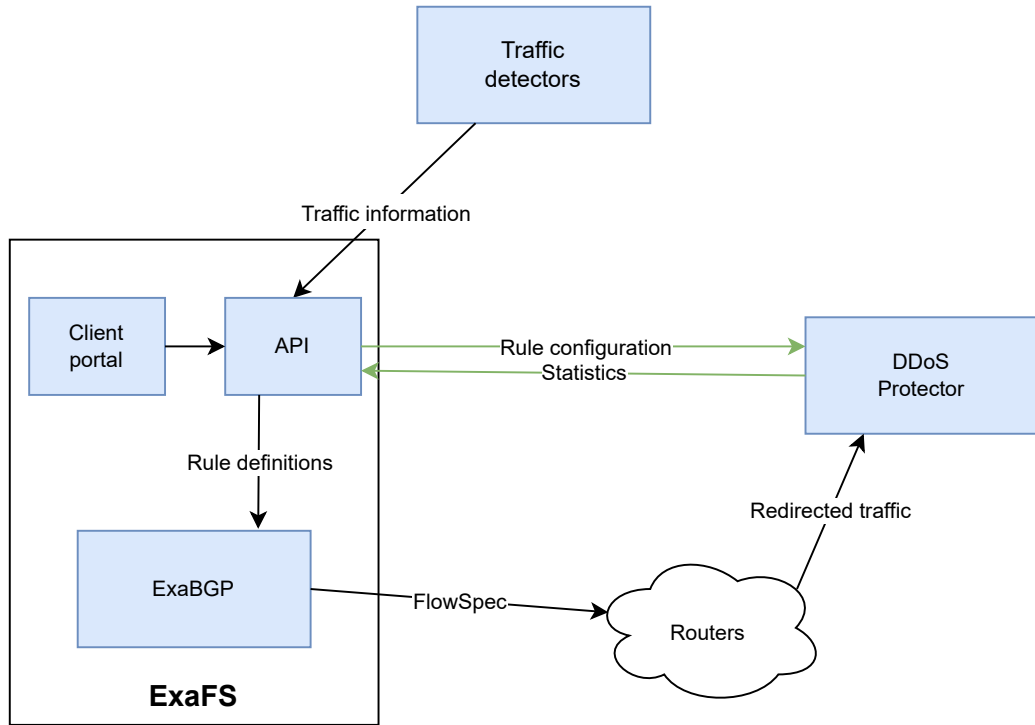 Traffic
detectors
Traffic information
Client
portal
API
Rule configuration
Statistics
DDoS
Protector
Rule definitions
Redirected traffic
ExaBGP
FlowSpec
Routers
ExaFS